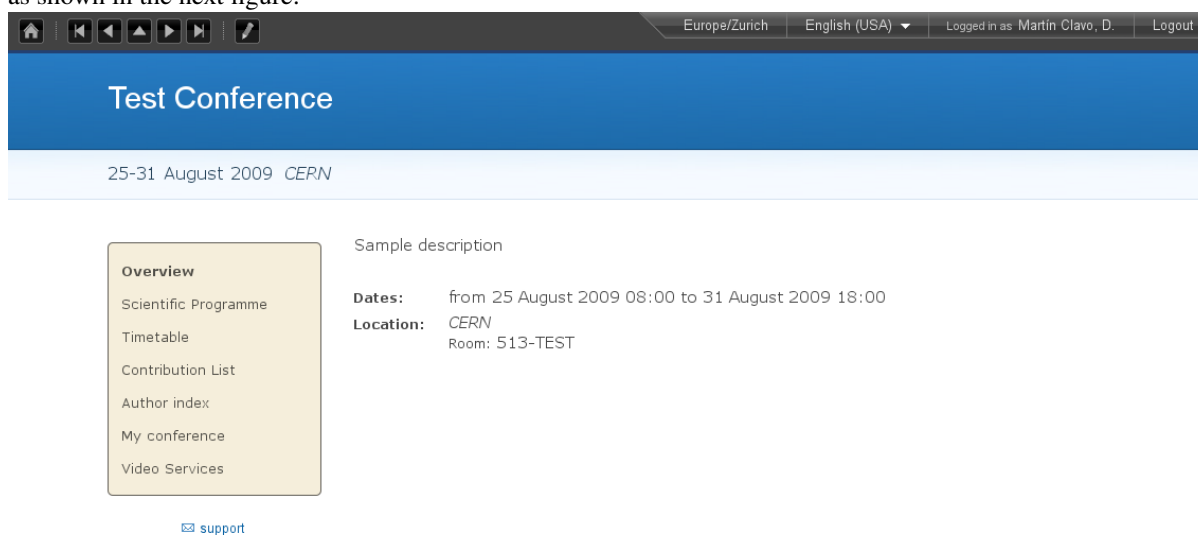 as shown in the next figure.
Europe/Zurich English (USA) Logged in as Martín Clavo, D. Logout
Test Conference
25-31 August 2009 CERN
Sample description
Overview
Scientific Programme
Timetable
Contribution List
Author index
My conference
Video Services
Dates: from 25 August 2009 08:00 to 31 August 2009 18:00
Location: CERN
Room: 513-TEST
support